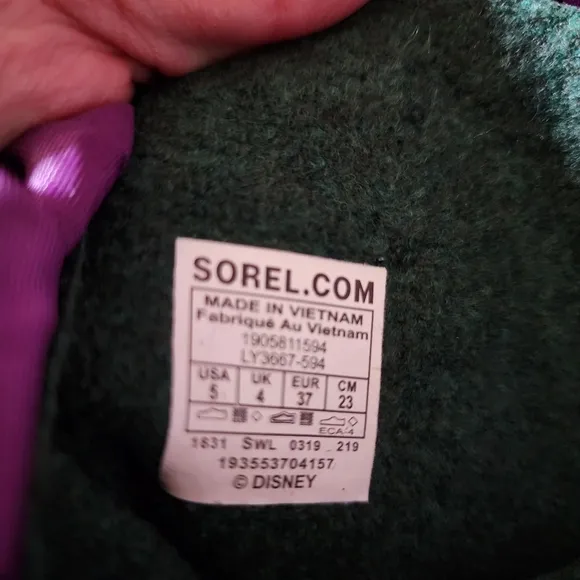 SOREL.COM
MADE IN VIETNAM
Fabriqué Au Vietnam
1905811594
LY3667-594
USA UK EUR CM
5 4 37 23
ECA-4
1831 SWL 0319 219
193553704157
© DISNEY